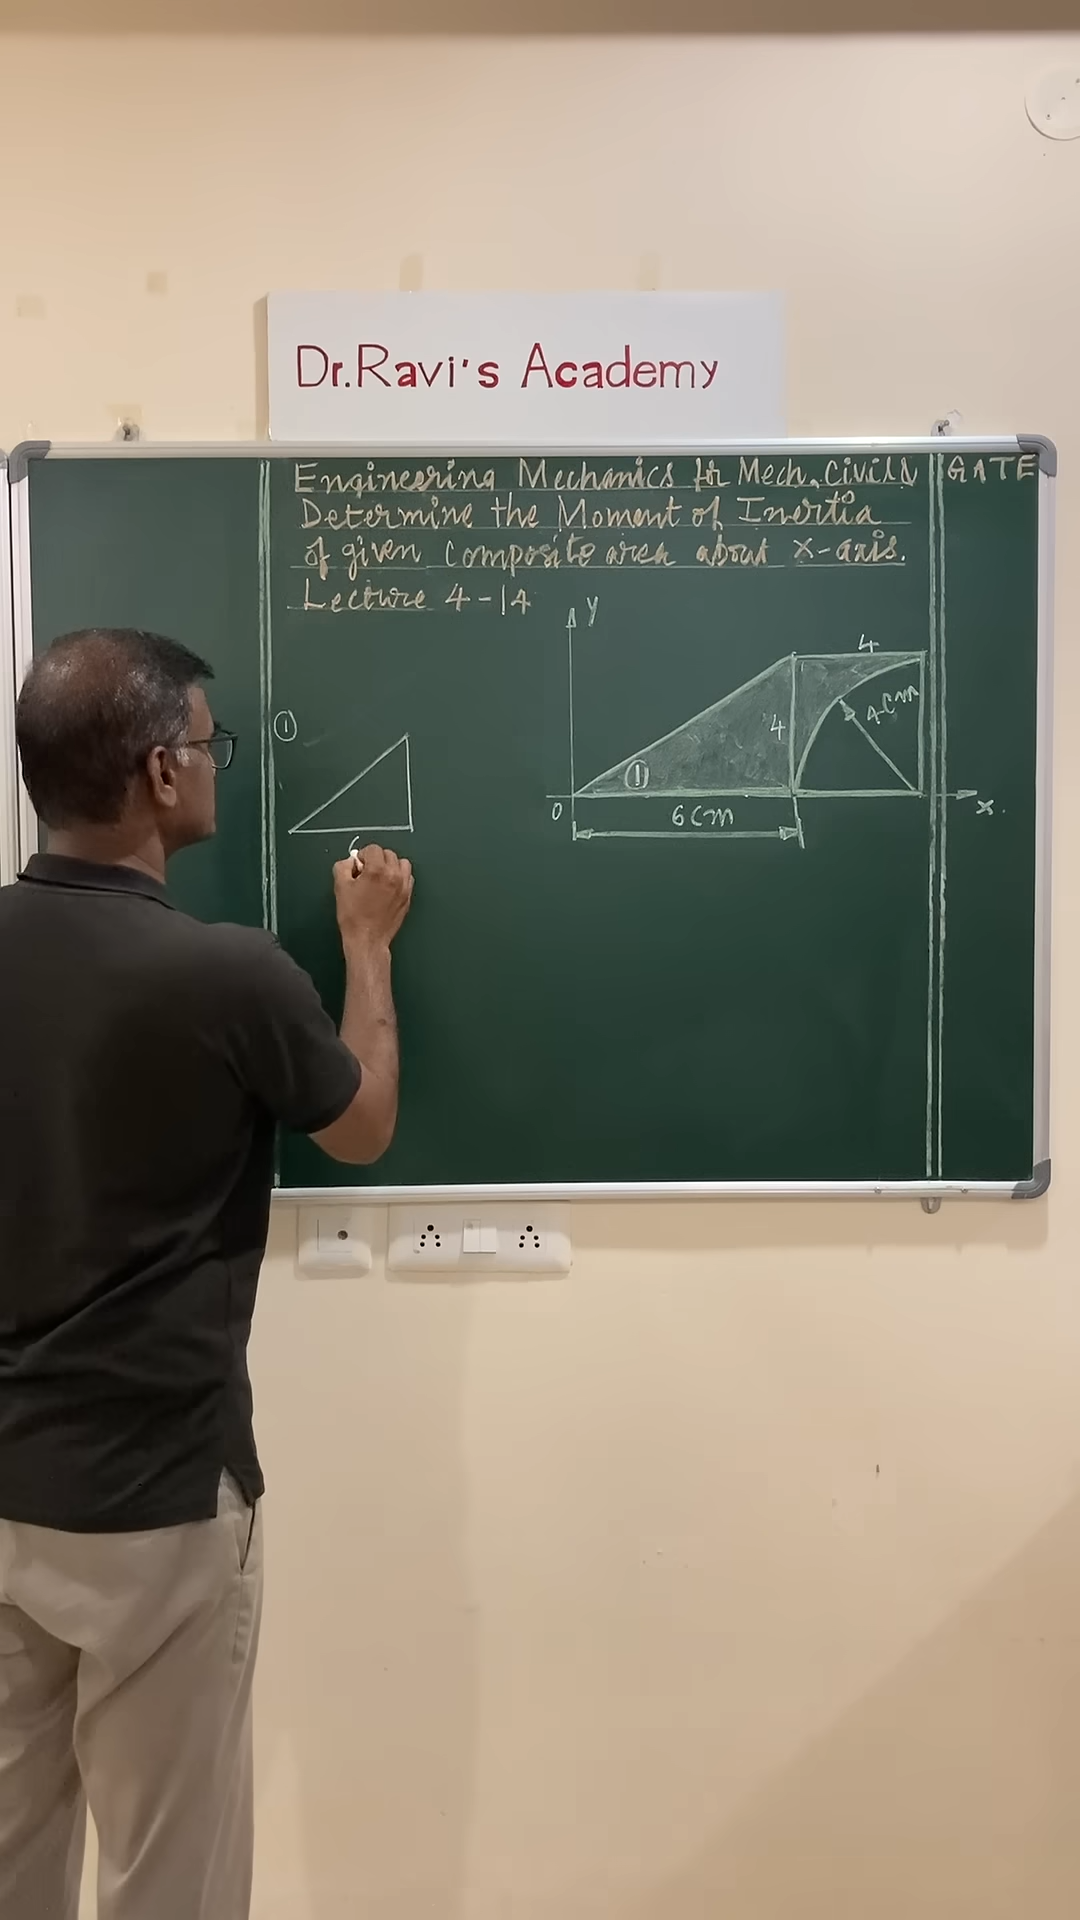 Dr.Ravi's Academy
Engineering Mechanics for Mech, Civil & GATE
Determine the Moment of Inertia
of given composite area about X-axis.
Lecture 4-14
y
4
4cm
4
①
①
0
6cm
x.
6